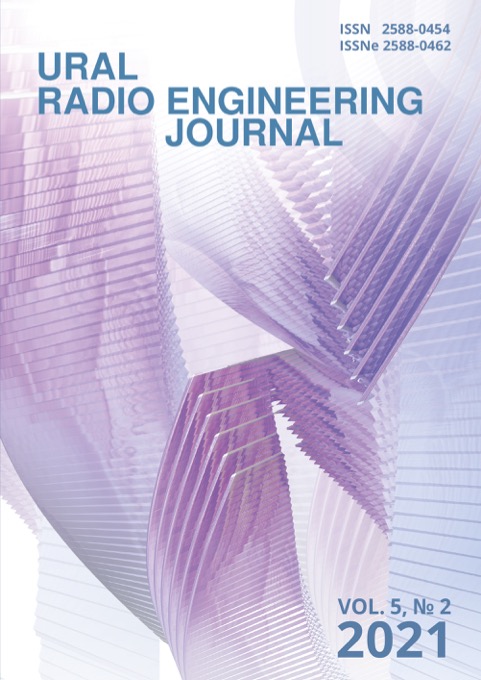 ISSN 2588-0454
ISSNe 2588-0462
URAL
RADIO ENGINEERING
JOURNAL
VOL. 5, № 2
2021